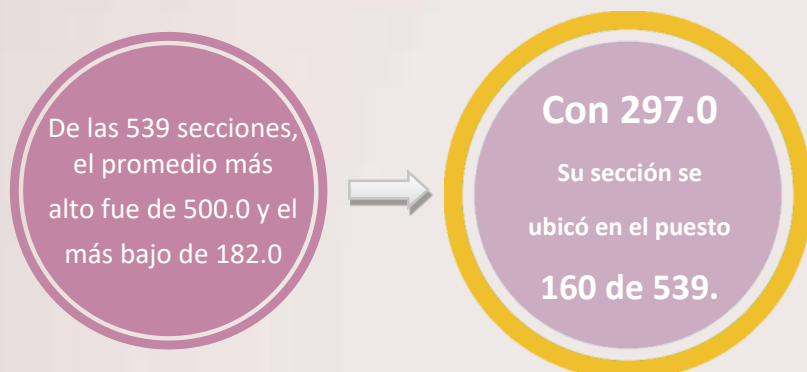 De las 539 secciones,
el promedio más
alto fue de 500.0 y el
más bajo de 182.0
Con 297.0
Su sección se
ubicó en el puesto
160 de 539.